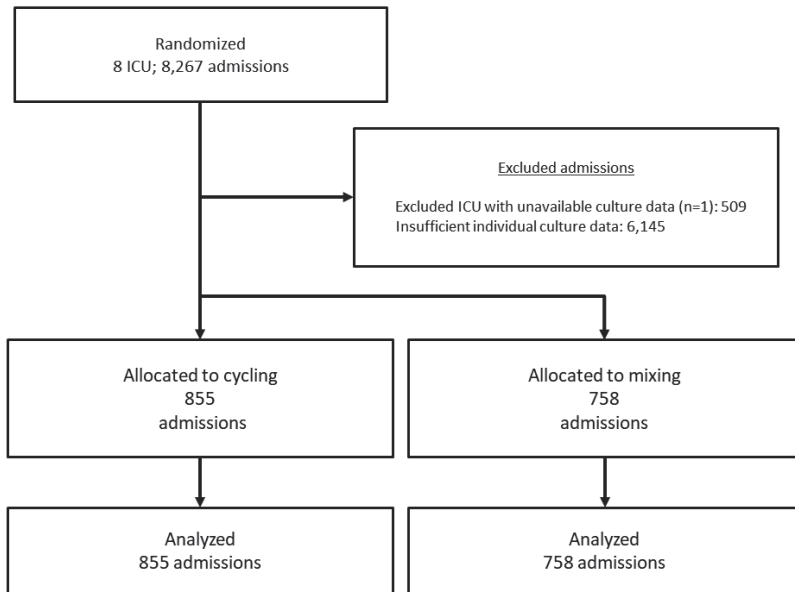 Randomized
8 ICU; 8,267 admissions
Excluded admissions
Excluded ICU with unavailable culture data (n=1): 509
Insufficient individual culture data: 6,145
Allocated to cycling
855
admissions
Allocated to mixing
758
admissions
Analyzed
855 admissions
Analyzed
758 admissions